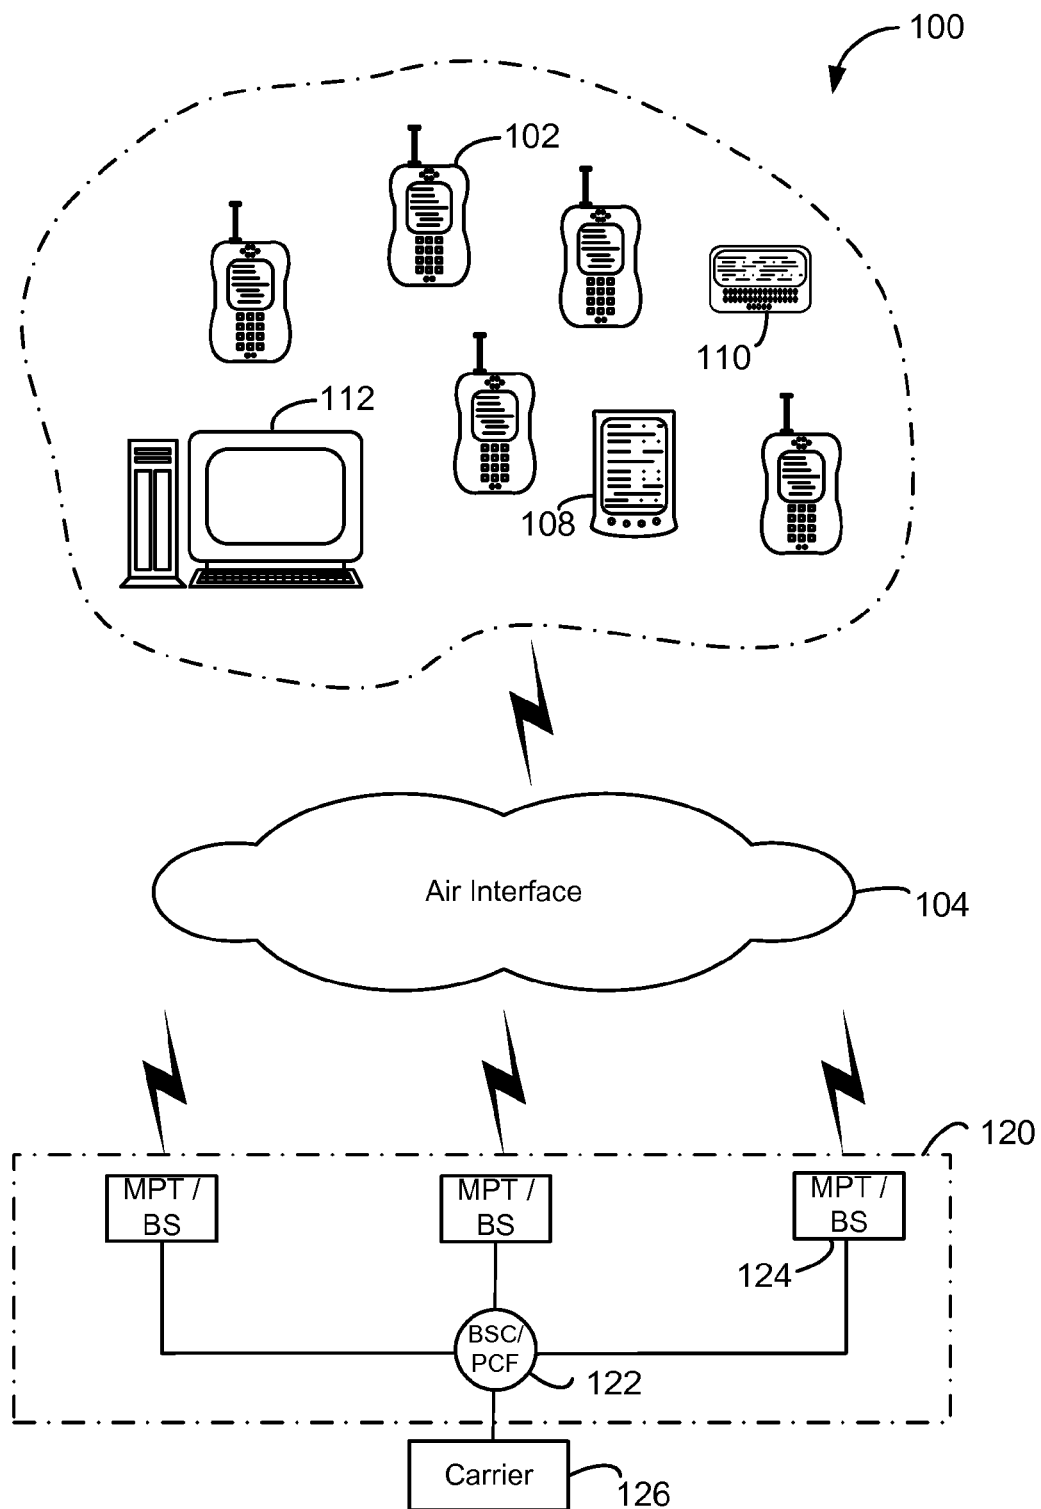 100
102
110
112
108
Air Interface
104
120
MPT /
BS
MPT /
BS
MPT /
BS
124
BSC/
PCF
122
Carrier
126